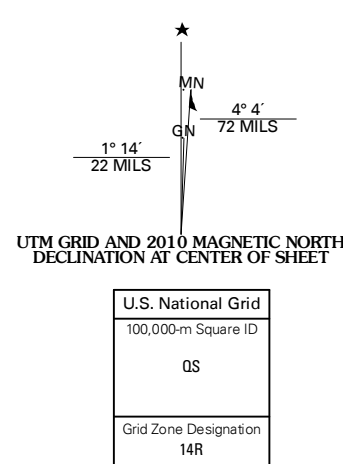 ★
MN
4° 4´
72 MILS
GN
1° 14´
22 MILS
UTM GRID AND 2010 MAGNETIC NORTH
DECLINATION AT CENTER OF SHEET
U.S. National Grid
100,000-m Square ID
QS
Grid Zone Designation
14R